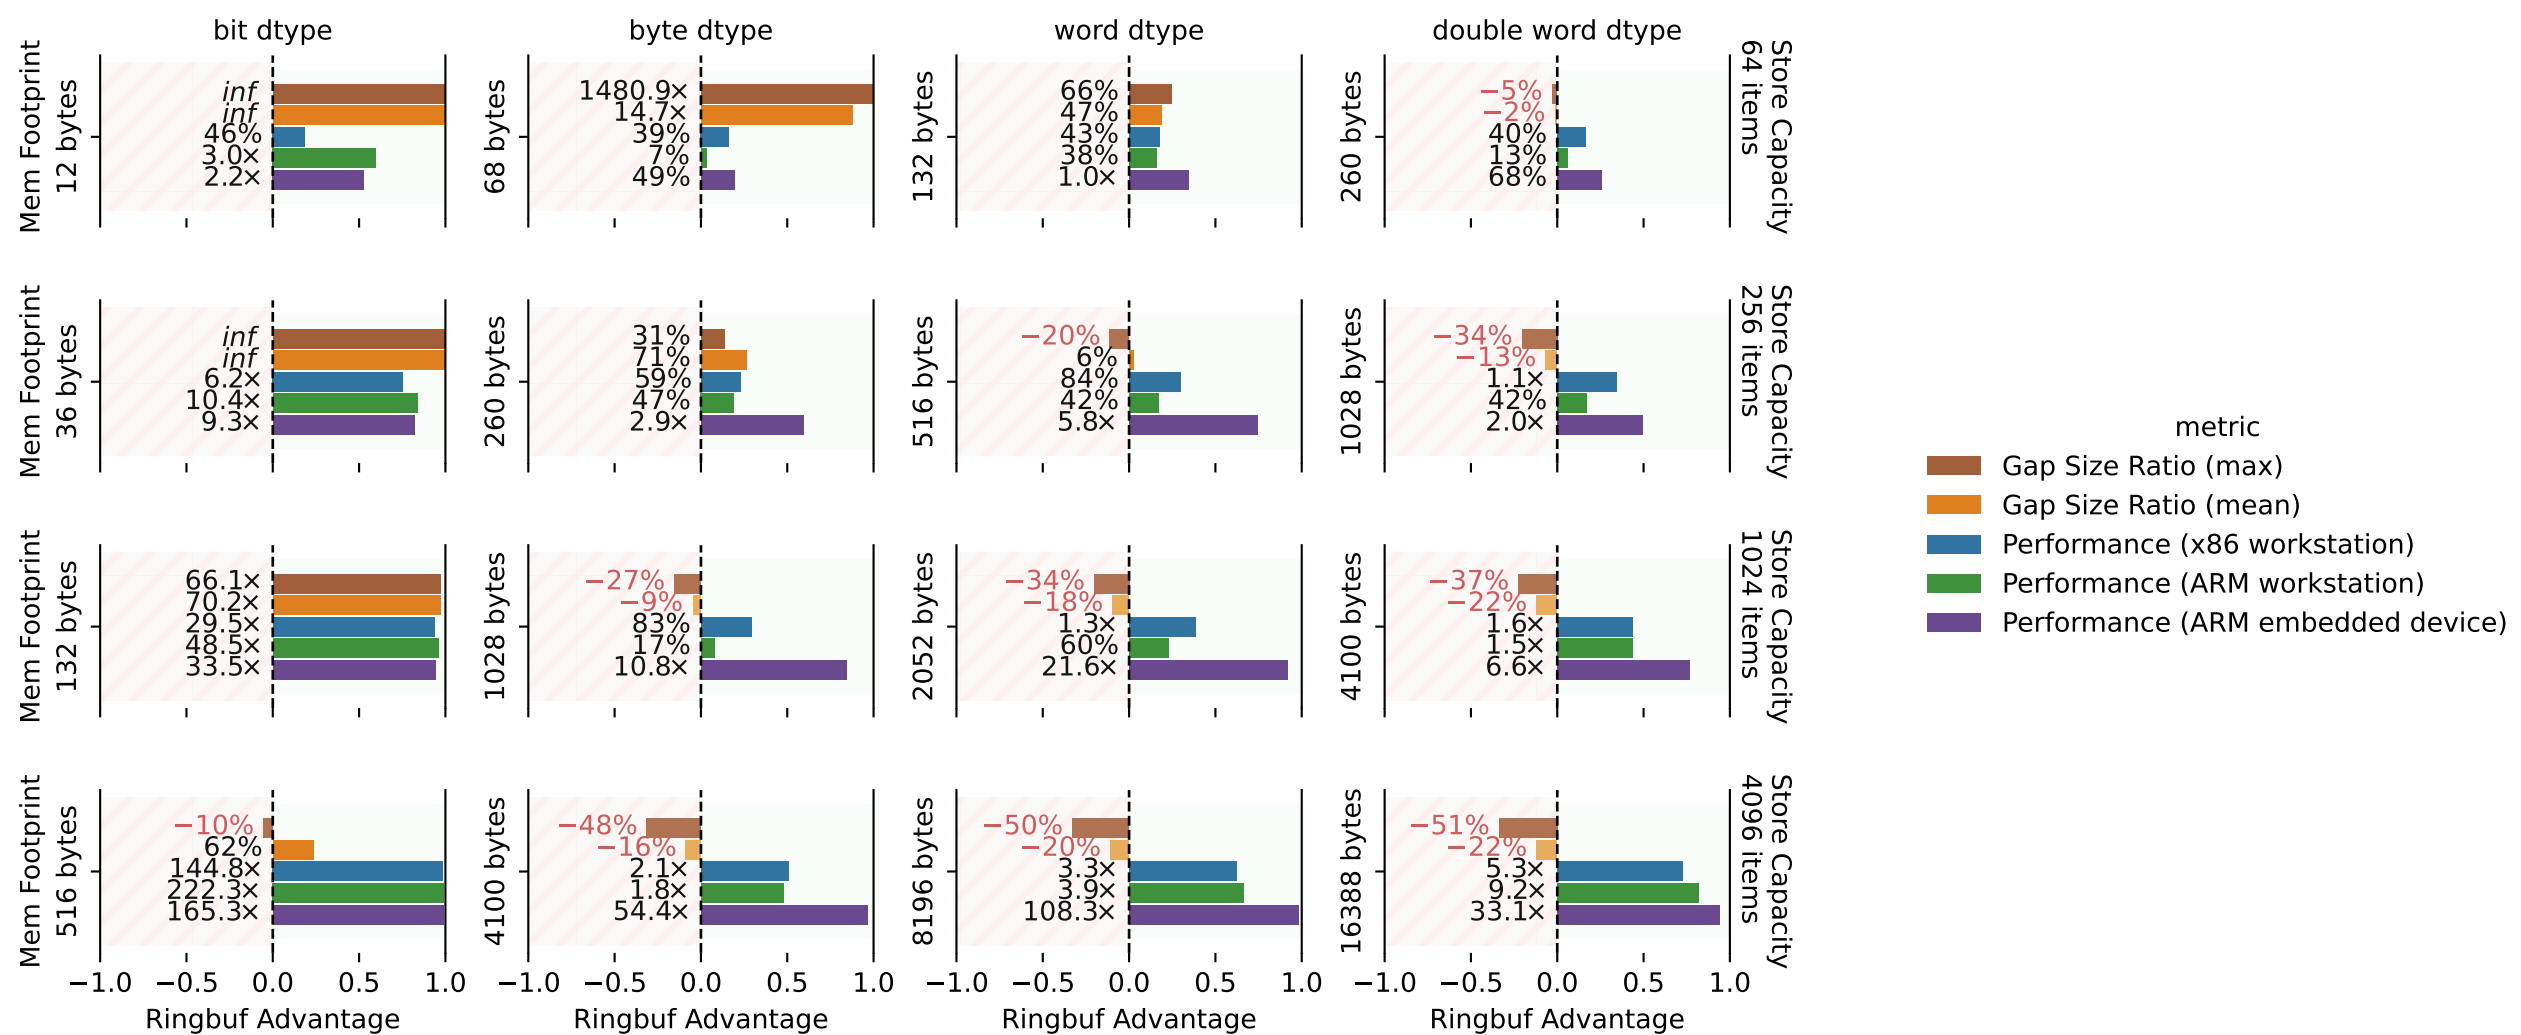 bit dtype
byte dtype
word dtype
double word dtype
Mem Footprint
12 bytes
inf
inf
46%
3.0×
2.2×
68 bytes
1480.9×
14.7×
39%
7%
49%
132 bytes
66%
47%
43%
38%
1.0×
260 bytes
−5%
−2%
40%
13%
68%
Store Capacity
64 items
Mem Footprint
36 bytes
inf
inf
6.2×
10.4×
9.3×
260 bytes
31%
71%
59%
47%
2.9×
516 bytes
−20%
6%
84%
42%
5.8×
1028 bytes
−34%
−13%
1.1×
42%
2.0×
Store Capacity
256 items
Mem Footprint
132 bytes
66.1×
70.2×
29.5×
48.5×
33.5×
1028 bytes
−27%
−9%
83%
17%
10.8×
2052 bytes
−34%
−18%
1.3×
60%
21.6×
4100 bytes
−37%
−22%
1.6×
1.5×
6.6×
Store Capacity
1024 items
Mem Footprint
516 bytes
−10%
62%
144.8×
222.3×
165.3×
4100 bytes
−48%
−16%
2.1×
1.8×
54.4×
8196 bytes
−50%
−20%
3.3×
3.9×
108.3×
16388 bytes
−51%
−22%
5.3×
9.2×
33.1×
Store Capacity
4096 items
−1.0 −0.5 0.0 0.5 1.0
−1.0 −0.5 0.0 0.5 1.0
−1.0 −0.5 0.0 0.5 1.0
−1.0 −0.5 0.0 0.5 1.0
Ringbuf Advantage
Ringbuf Advantage
Ringbuf Advantage
Ringbuf Advantage
metric
Gap Size Ratio (max)
Gap Size Ratio (mean)
Performance (x86 workstation)
Performance (ARM workstation)
Performance (ARM embedded device)